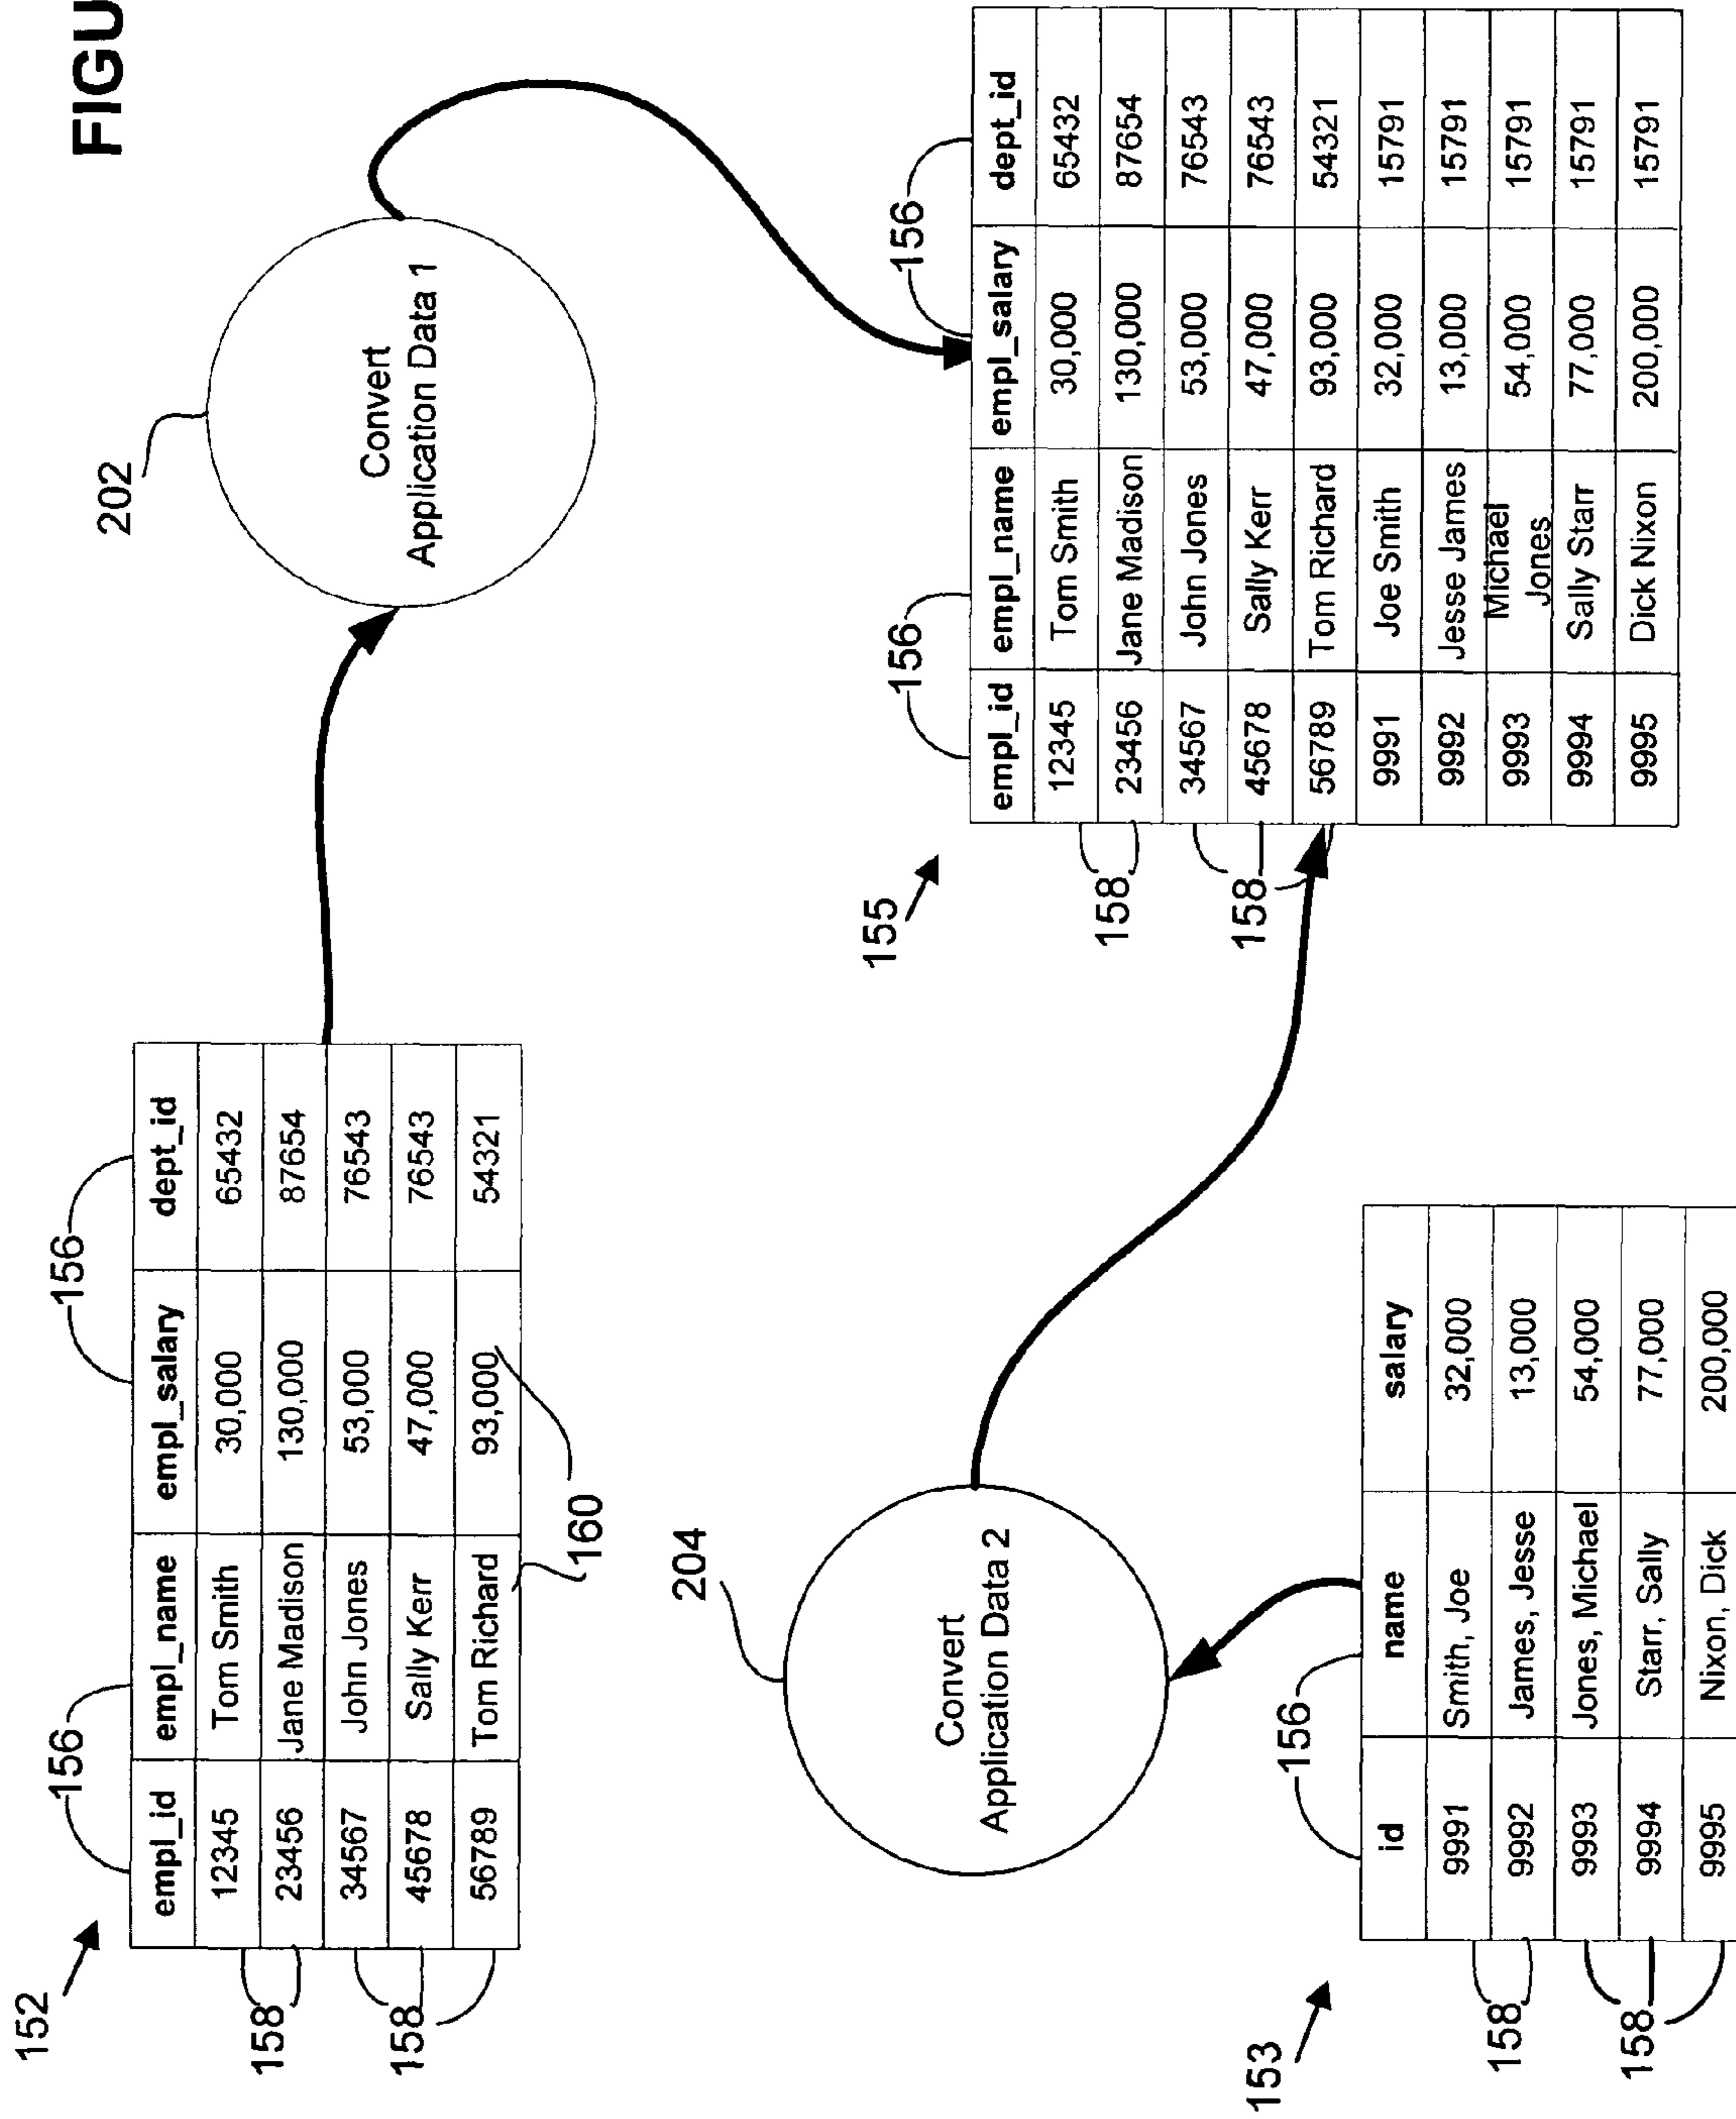 FIGU
152
156
156
empl_id empl_name empl_salary dept_id
12345 Tom Smith 30,000 65432
23456 Jane Madison 130,000 87654
34567 John Jones 53,000 76543
45678 Sally Kerr 47,000 76543
56789 Tom Richard 93,000 54321
158
158
160
202
Convert
Application Data 1
204
Convert
Application Data 2
153
156
id name salary
9991 Smith, Joe 32,000
9992 James, Jesse 13,000
9993 Jones, Michael 54,000
9994 Starr, Sally 77,000
9995 Nixon, Dick 200,000
158
158
155
156
156
empl_id empl_name empl_salary dept_id
12345 Tom Smith 30,000 65432
23456 Jane Madison 130,000 87654
34567 John Jones 53,000 76543
45678 Sally Kerr 47,000 76543
56789 Tom Richard 93,000 54321
9991 Joe Smith 32,000 15791
9992 Jesse James 13,000 15791
9993 Michael Jones 54,000 15791
9994 Sally Starr 77,000 15791
9995 Dick Nixon 200,000 15791
158
158